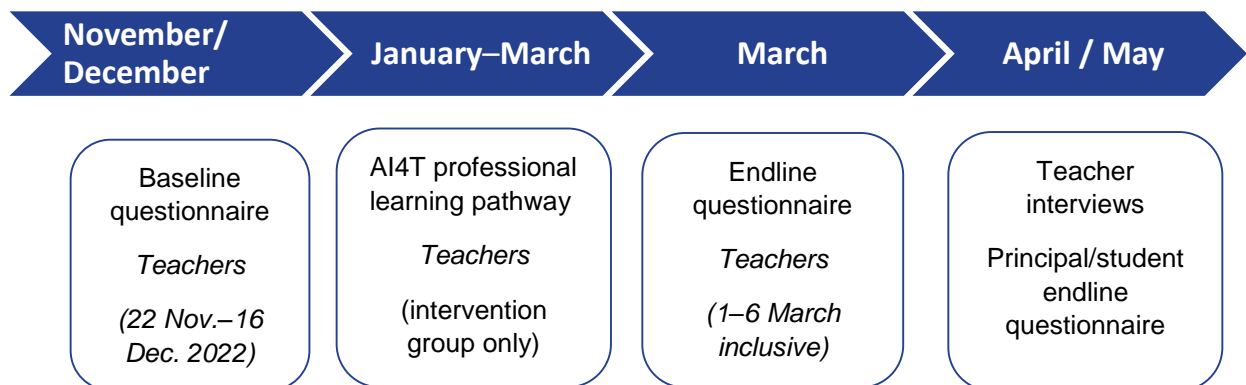 November/
December
January–March
March
April / May
Baseline
questionnaire
Teachers
(22 Nov.–16
Dec. 2022)
AI4T professional
learning pathway
Teachers
(intervention
group only)
Endline
questionnaire
Teachers
(1–6 March
inclusive)
Teacher
interviews
Principal/student
endline
questionnaire